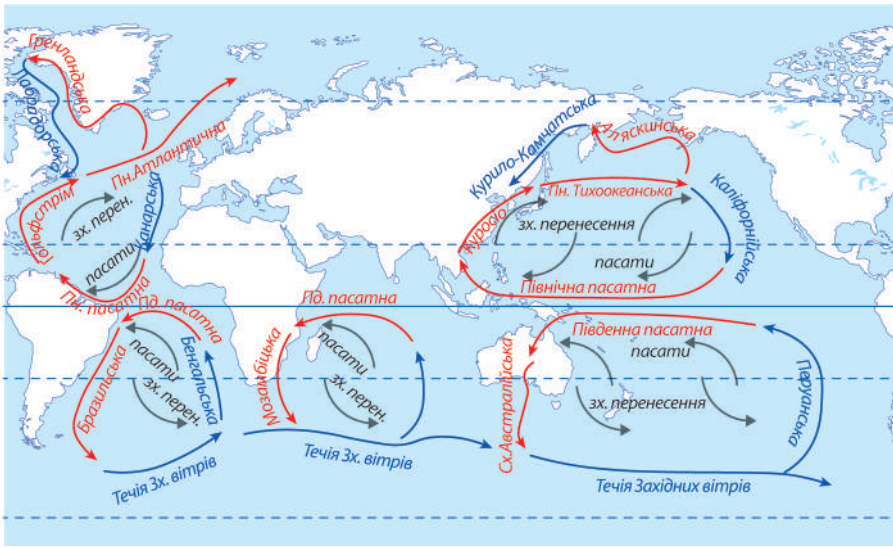 Гренландська
Лабрадорська
Пн.Атлантична
Гольфстрім
зх. перен.
Канарська
пасати
Пн. пасатна
Пд. пасатна
Бразильська
пасати
зх. перен.
Бенгальська
Течія Зх. вітрів
Пд. пасатна
Мозамбіцька
пасати
зх. перен.
Течія Зх. вітрів
Курило-Камчатська
Аляскинська
Куросіо
Пн. Тихоокеанська
зх. перенесення
пасати
Каліфорнійська
Північна пасатна
Південна пасатна
пасати
Сх.Австралійська
зх. перенесення
Перуанська
Течія Західних вітрів